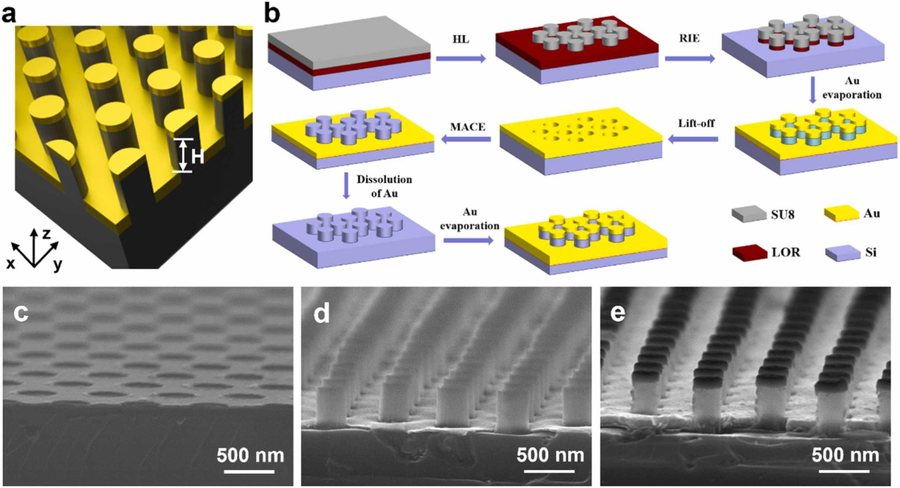 a
H
z
x
y
b
HL
RIE
Au
evaporation
Lift-off
MACE
Dissolution
of Au
Au
evaporation
SU8
Au
LOR
Si
c
500 nm
d
500 nm
e
500 nm